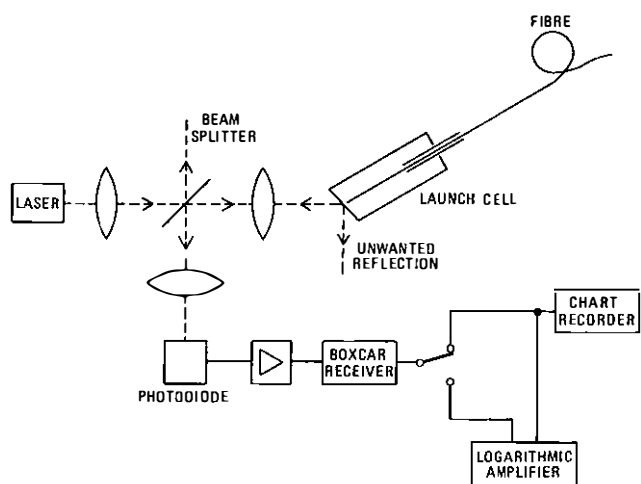 FIBRE
BEAM
SPLITTER
LASER
LAUNCH CELL
UNWANTED
REFLECTION
CHART
RECORDER
BOXCAR
RECEIVER
PHOTODIODE
LOGARITHMIC
AMPLIFIER